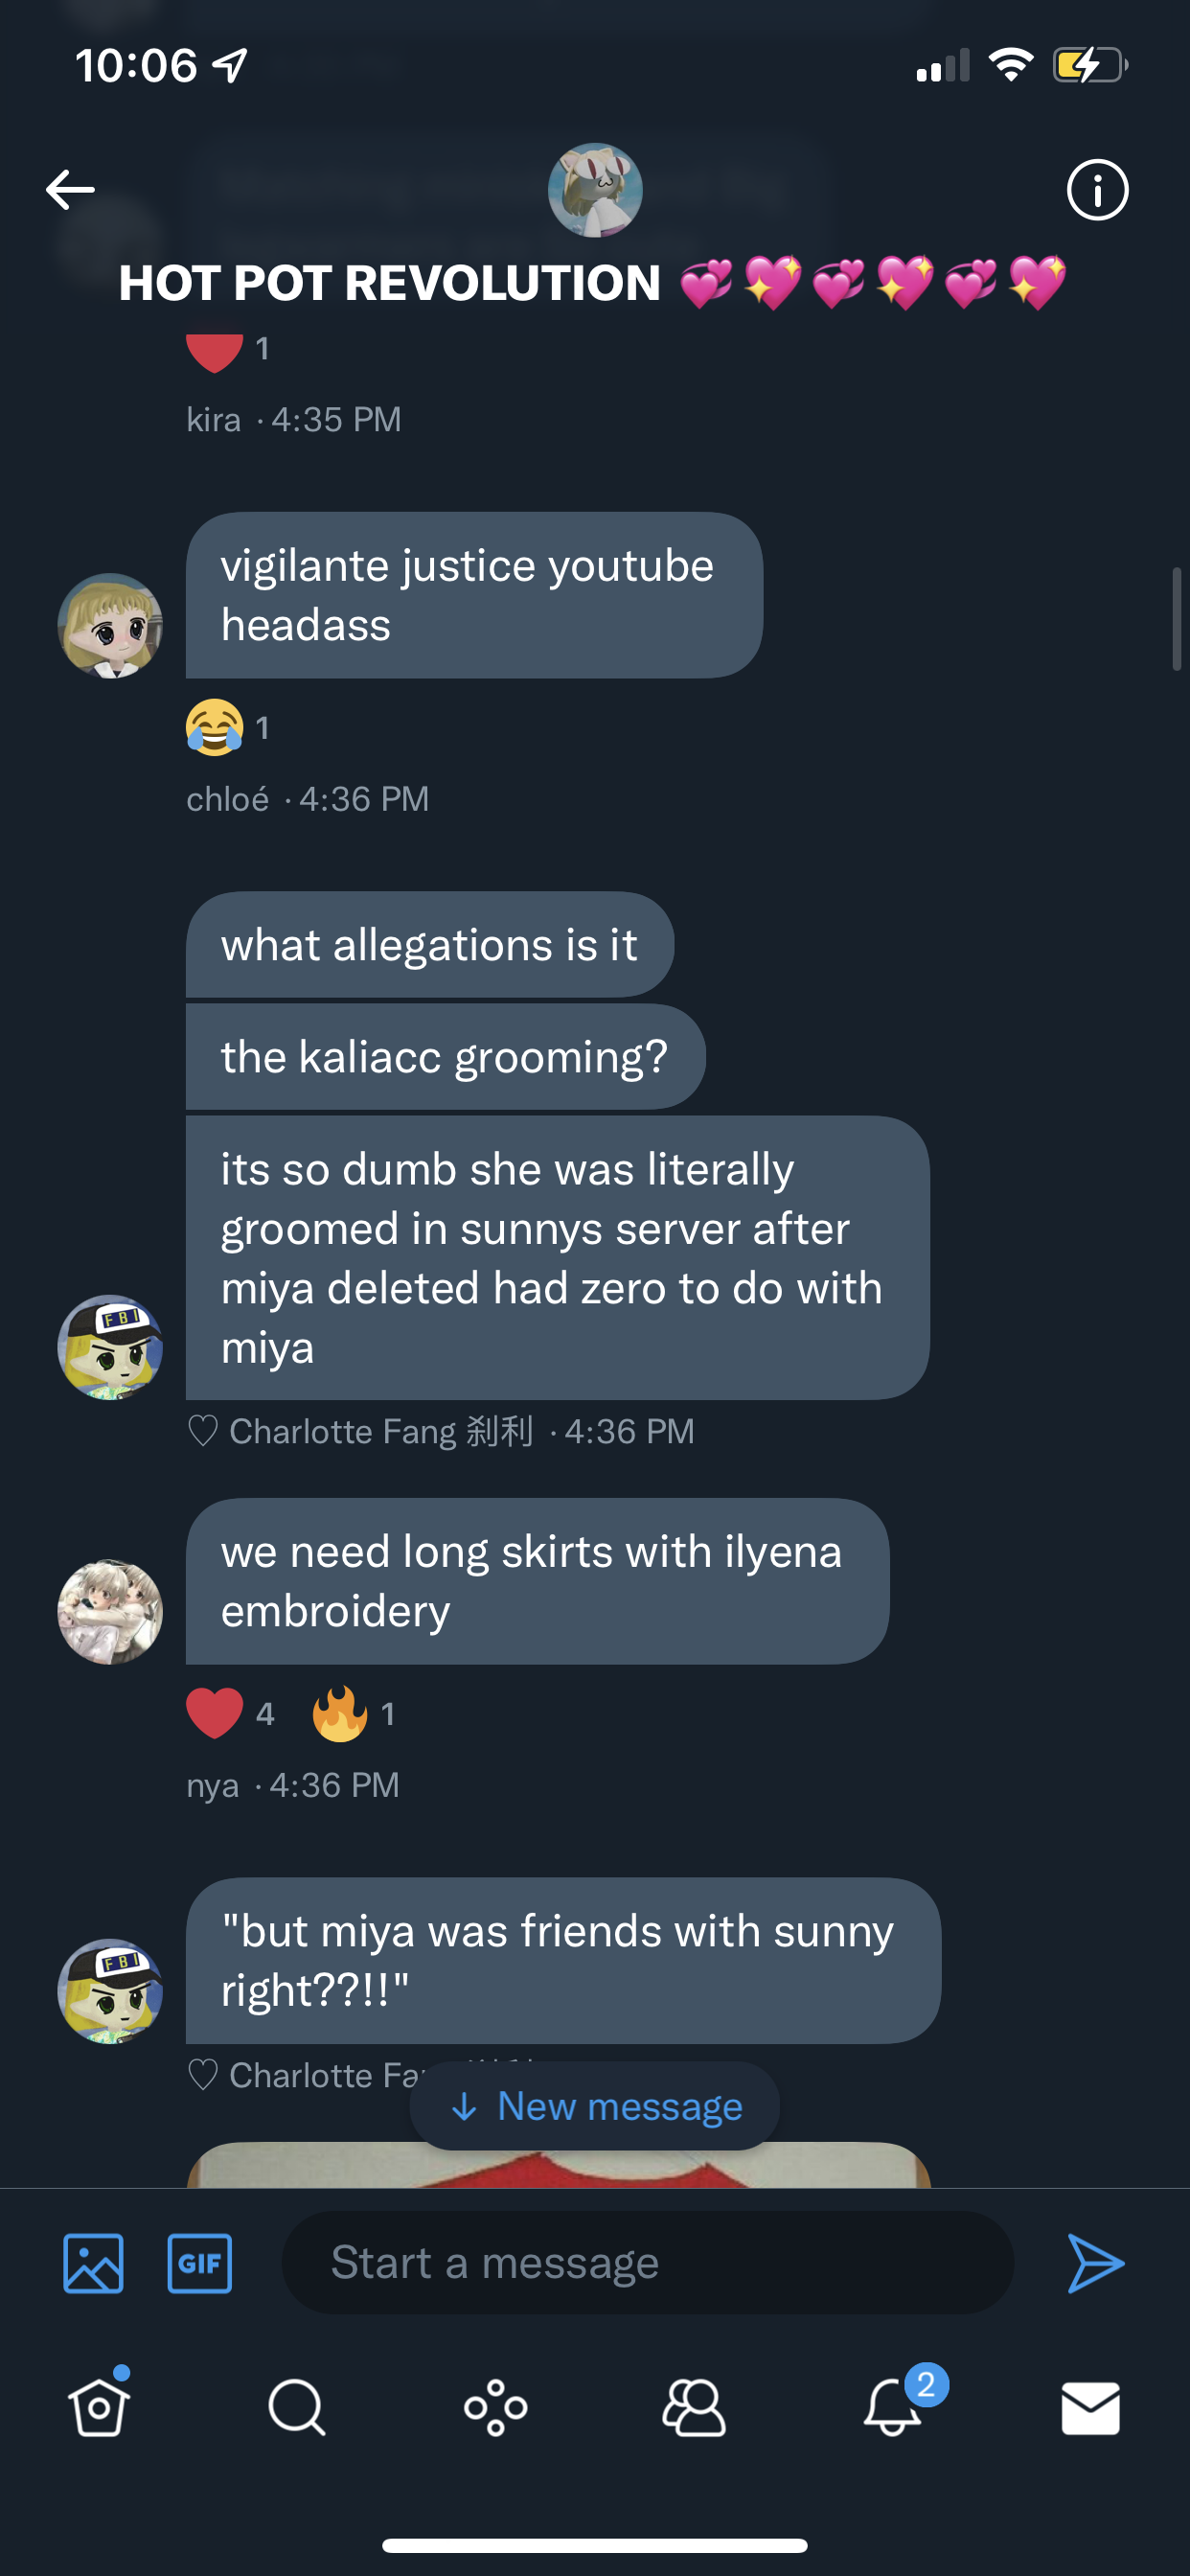 10:06
HOT POT REVOLUTION 💞💖💞💖💞💖
1
kira · 4:35 PM
vigilante justice youtube
headass
1
chloé · 4:36 PM
what allegations is it
the kaliacc grooming?
its so dumb she was literally
groomed in sunnys server after
miya deleted had zero to do with
miya
FBI
♡ Charlotte Fang 刹利 · 4:36 PM
we need long skirts with ilyena
embroidery
4 1
nya · 4:36 PM
"but miya was friends with sunny
right??!!"
FBI
♡ Charlotte
↓ New message
GIF
Start a message
2